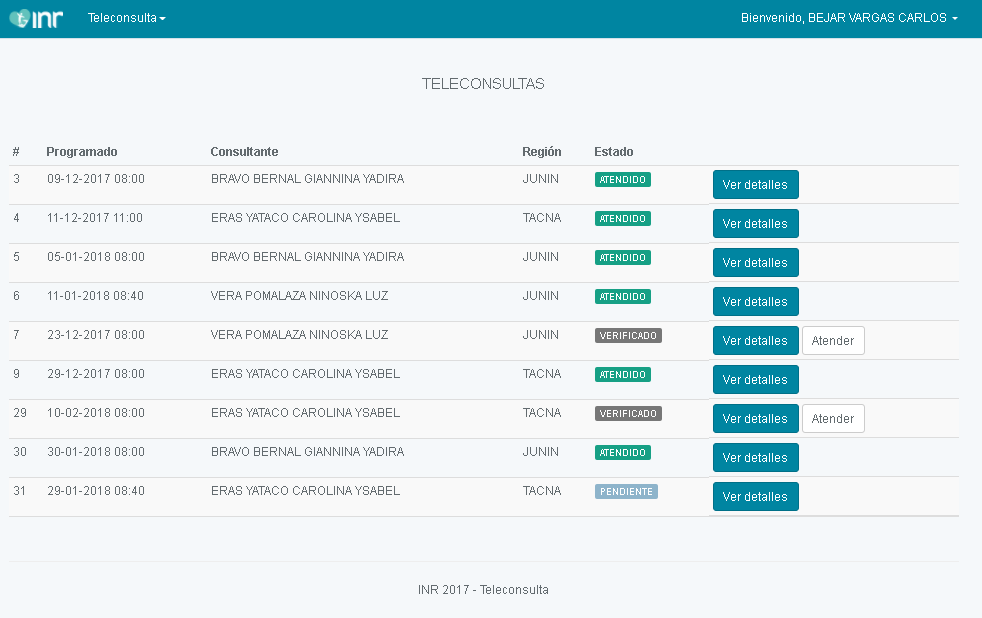 inr Teleconsulta Bienvenido, BEJAR VARGAS CARLOS
TELECONSULTAS
# Programado Consultante Región Estado
3 09-12-2017 08:00 BRAVO BERNAL GIANNINA YADIRA JUNIN ATENDIDO Ver detalles
4 11-12-2017 11:00 ERAS YATACO CAROLINA YSABEL TACNA ATENDIDO Ver detalles
5 05-01-2018 08:00 BRAVO BERNAL GIANNINA YADIRA JUNIN ATENDIDO Ver detalles
6 11-01-2018 08:40 VERA POMALAZA NINOSKA LUZ JUNIN ATENDIDO Ver detalles
7 23-12-2017 08:00 VERA POMALAZA NINOSKA LUZ JUNIN VERIFICADO Ver detalles Atender
9 29-12-2017 08:00 ERAS YATACO CAROLINA YSABEL TACNA ATENDIDO Ver detalles
29 10-02-2018 08:00 ERAS YATACO CAROLINA YSABEL TACNA VERIFICADO Ver detalles Atender
30 30-01-2018 08:00 BRAVO BERNAL GIANNINA YADIRA JUNIN ATENDIDO Ver detalles
31 29-01-2018 08:40 ERAS YATACO CAROLINA YSABEL TACNA PENDIENTE Ver detalles
INR 2017 - Teleconsulta